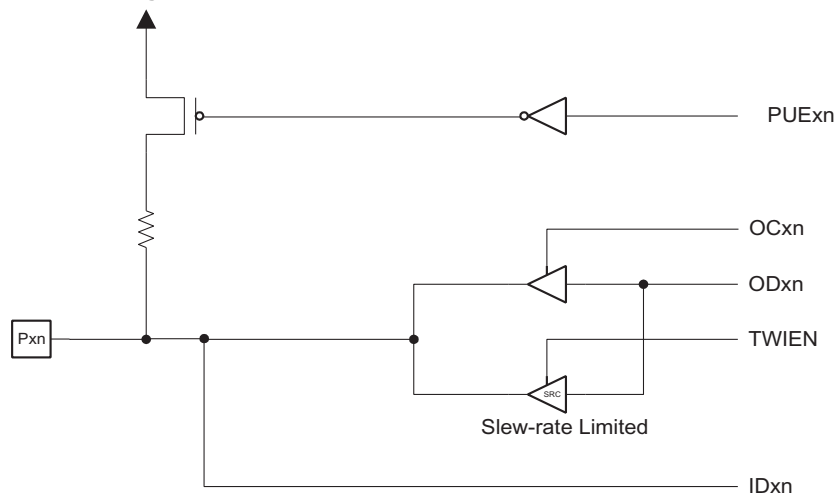 PUExn
OCxn
ODxn
Pxn
TWIEN
SRC
Slew-rate Limited
IDxn